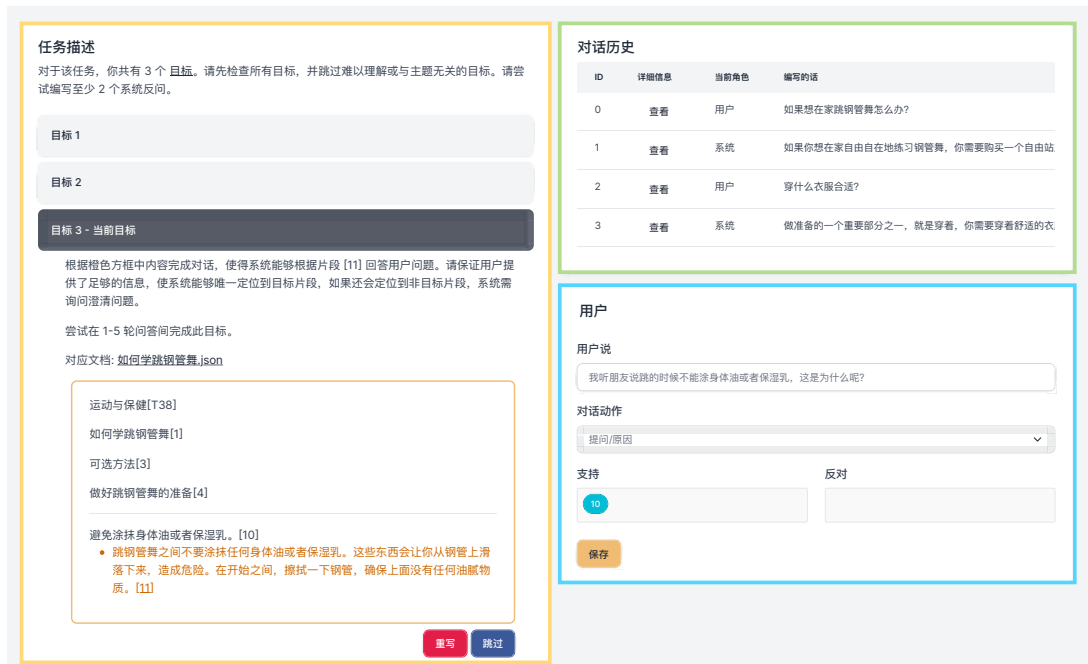 任务描述
对于该任务，你共有 3 个 目标。请先检查所有目标，并跳过难以理解或与主题无关的目标。请尝
试编写至少 2 个系统反问。
目标 1
目标 2
目标 3 - 当前目标
根据橙色方框中内容完成对话，使得系统能够根据片段 [11] 回答用户问题。请保证用户提
供了足够的信息，使系统能够唯一定位到目标片段，如果还会定位到非目标片段，系统需
询问澄清问题。
尝试在 1-5 轮问答间完成此目标。
对应文档: 如何学跳钢管舞.json
运动与保健[T38]
如何学跳钢管舞[1]
可选方法[3]
做好跳钢管舞的准备[4]
避免涂抹身体油或者保湿乳。[10]
跳钢管舞之间不要涂抹任何身体油或者保湿乳。这些东西会让你从钢管上滑
落下来，造成危险。在开始之间，擦拭一下钢管，确保上面没有任何油腻物
质。[11]
重写 跳过
对话历史
ID 详细信息 当前角色 编写的话
0 查看 用户 如果想在家跳钢管舞怎么办?
1 查看 系统 如果你想在家自由自在地练习钢管舞，你需要购买一个自由站
2 查看 用户 穿什么衣服合适?
3 查看 系统 做准备的一个重要部分之一，就是穿着，你需要穿着舒适的衣
用户
用户说
我听朋友说跳的时候不能涂身体油或者保湿乳，这是为什么呢?
对话动作
提问/原因
支持 反对
10
保存